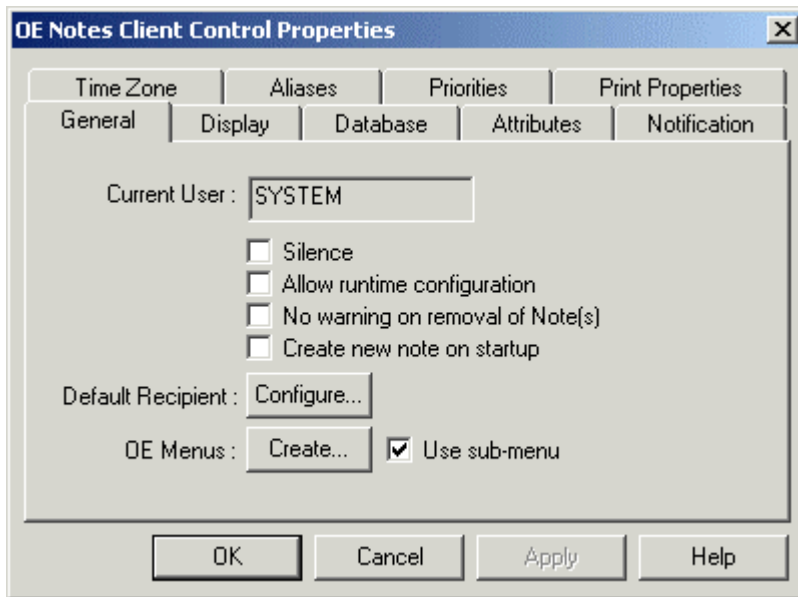 OE Notes Client Control Properties
Time Zone Aliases Priorities Print Properties
General Display Database Attributes Notification
Current User : SYSTEM
Silence
Allow runtime configuration
No warning on removal of Note(s)
Create new note on startup
Default Recipient : Configure...
OE Menus : Create... Use sub-menu
OK Cancel Apply Help